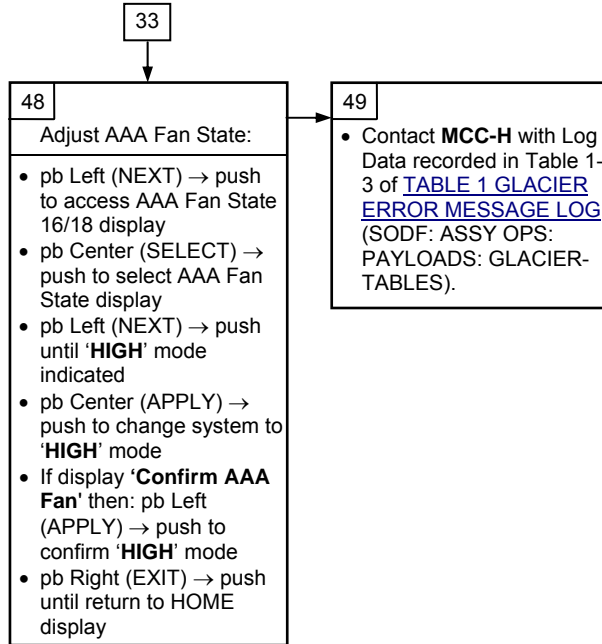 33
48
Adjust AAA Fan State:
• pb Left (NEXT) → push
to access AAA Fan State
16/18 display
• pb Center (SELECT) →
push to select AAA Fan
State display
• pb Left (NEXT) → push
until ‘HIGH’ mode
indicated
• pb Center (APPLY) →
push to change system to
‘HIGH’ mode
• If display ‘Confirm AAA
Fan' then: pb Left
(APPLY) → push to
confirm ‘HIGH’ mode
• pb Right (EXIT) → push
until return to HOME
display
49
• Contact MCC-H with Log
Data recorded in Table 1-
3 of TABLE 1 GLACIER
ERROR MESSAGE LOG
(SODF: ASSY OPS:
PAYLOADS: GLACIER-
TABLES).